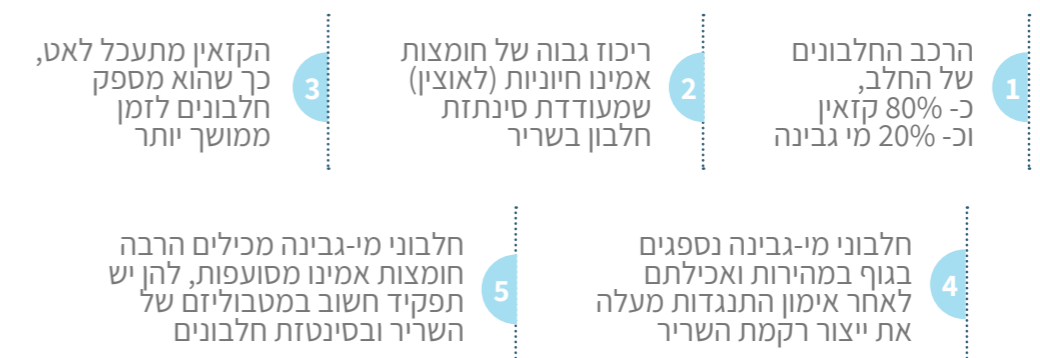 1
הרכב החלבונים
של החלב,
כ- 80% קזאין
וכ- 20% מי גבינה
2
ריכוז גבוה של חומצות
אמינו חיוניות (לאוצין)
שמעודדת סינתזת
חלבון בשריר
3
הקזאין מתעכל לאט,
כך שהוא מספק
חלבונים לזמן
ממושך יותר
4
חלבוני מי-גבינה נספגים
בגוף במהירות ואכילתם
לאחר אימון התנגדות מעלה
את ייצור רקמת השריר
5
חלבוני מי-גבינה מכילים הרבה
חומצות אמינו מסועפות, להן יש
תפקיד חשוב במטבוליזם של
השריר ובסינטזת חלבונים